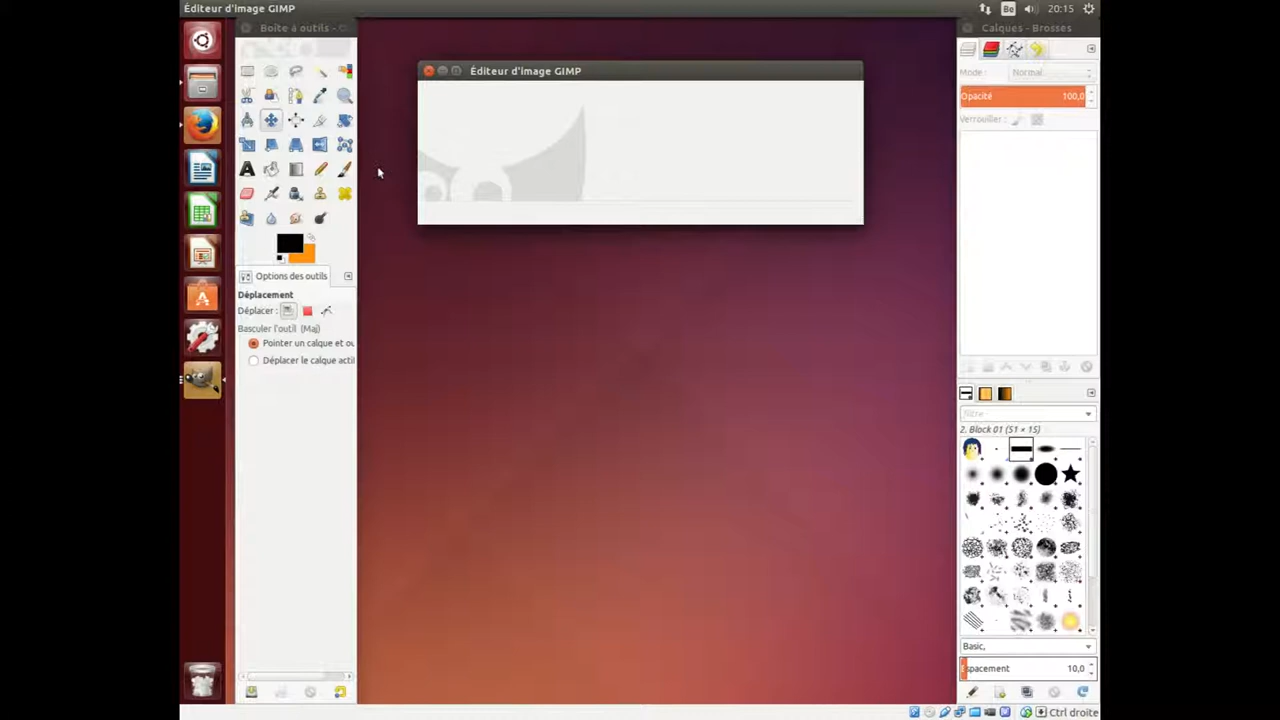 Éditeur d'image GIMP
Be
20:15
Boîte à outils -
Calques - Brosses
Éditeur d'image GIMP
Mode :
Normal
Opacité
100,0
Verrouiller :
Options des outils
Déplacement
Déplacer :
Basculer l'outil (Maj)
Pointer un calque et ou
Déplacer le calque acti
filtre
2. Block 01 (51 × 15)
Basic,
spacement
10,0
Ctrl droite